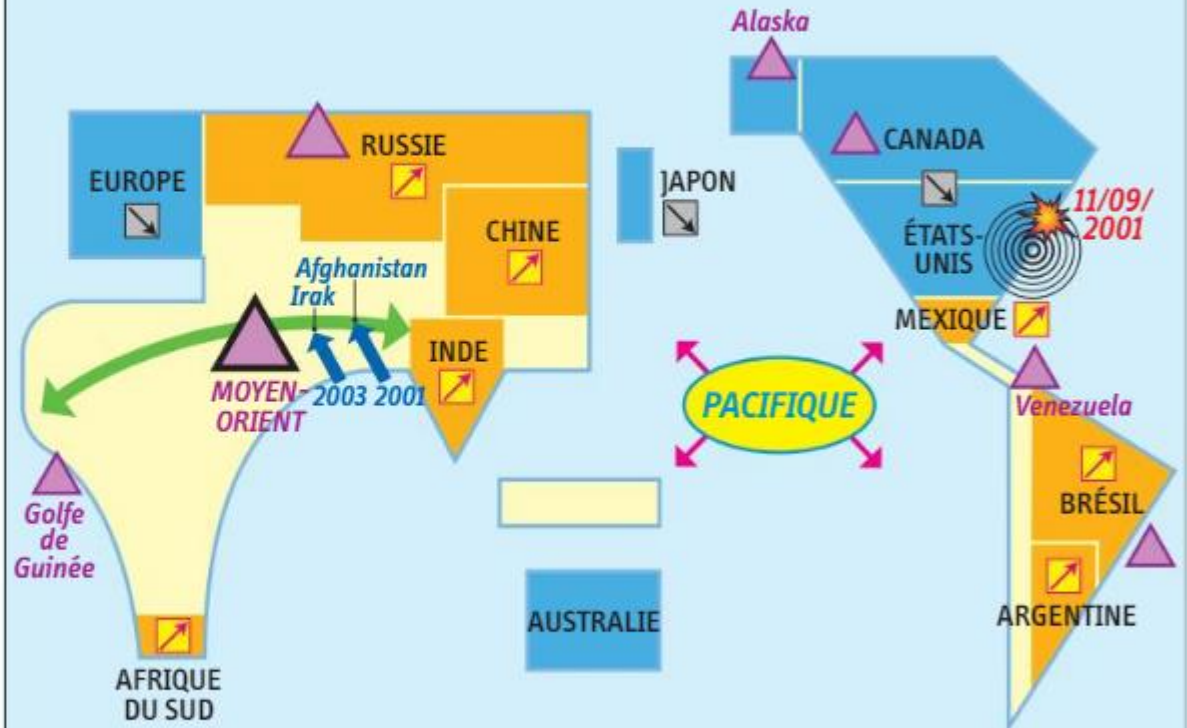 Alaska
RUSSIE
CANADA
EUROPE
JAPON
11/09/
2001
CHINE
ÉTATS-
UNIS
Afghanistan
Irak
MEXIQUE
INDE
MOYEN-
ORIENT
2003 2001
PACIFIQUE
Venezuela
BRÉSIL
Golfe
de
Guinée
ARGENTINE
AUSTRALIE
AFRIQUE
DU SUD